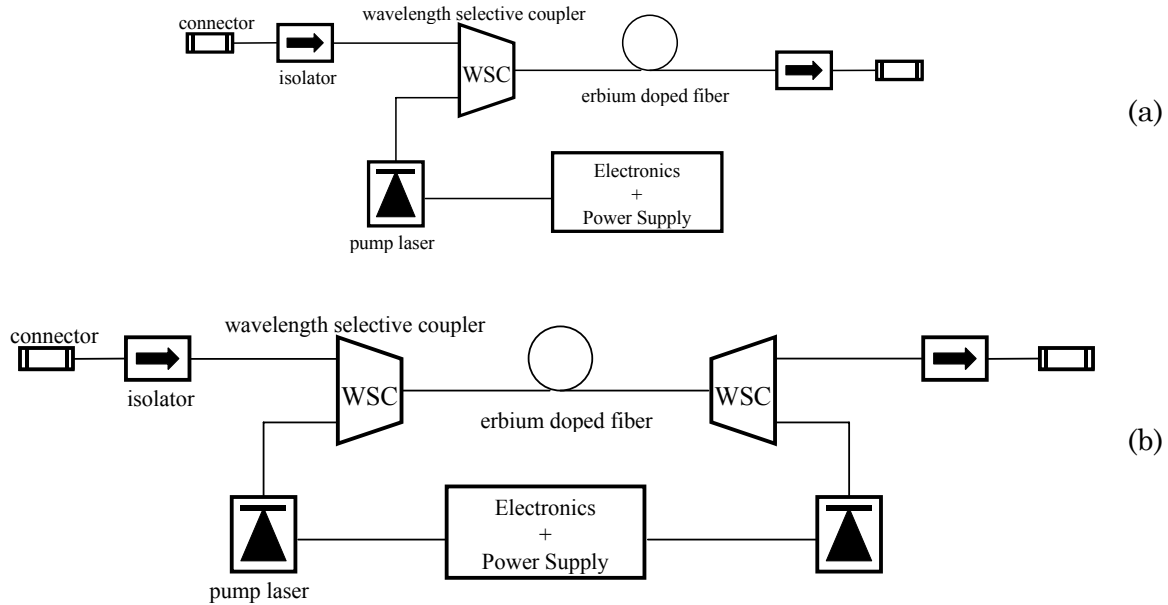 wavelength selective coupler
connector
isolator
WSC
erbium doped fiber
(a)
Electronics
+
Power Supply
pump laser
wavelength selective coupler
connector
isolator
WSC
erbium doped fiber
WSC
(b)
Electronics
+
Power Supply
pump laser